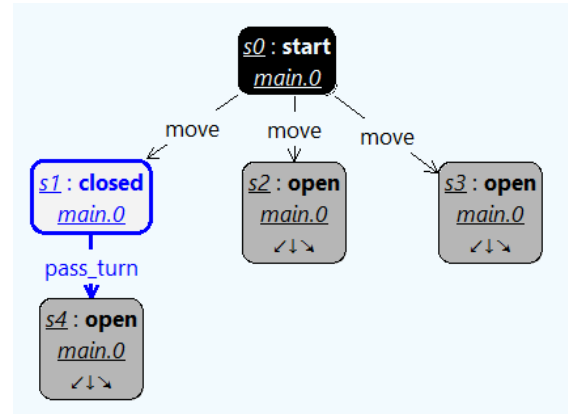 s0 : start
main.0
move
move
move
s1 : closed
main.0
s2 : open
main.0
↙↓↘
s3 : open
main.0
↙↓↘
pass_turn
s4 : open
main.0
↙↓↘